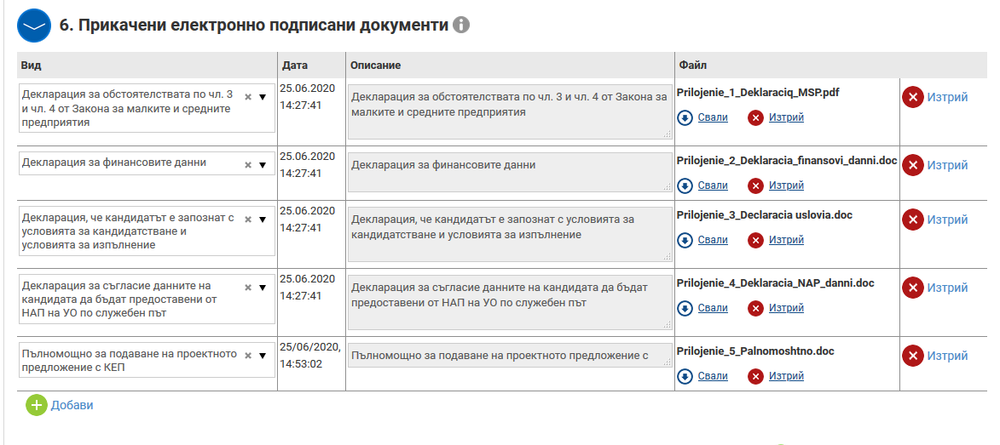 6. Прикачени електронно подписани документи
Вид Дата Описание Файл
Декларация за обстоятелствата по чл. 3
и чл. 4 от Закона за малките и средните
предприятия
25.06.2020
14:27:41
Декларация за обстоятелствата по чл. 3 и чл. 4 от Закона за
малките и средните предприятия
Prilojenie_1_Deklaraciq_MSP.pdf
Свали Изтрий
Изтрий
Декларация за финансовите данни
25.06.2020
14:27:41
Декларация за финансовите данни
Prilojenie_2_Deklaracia_finansovi_danni.doc
Свали Изтрий
Изтрий
Декларация, че кандидатът е запознат с
условията за кандидатстване и
условията за изпълнение
25.06.2020
14:27:41
Декларация, че кандидатът е запознат с условията за
кандидатстване и условията за изпълнение
Prilojenie_3_Declaracia uslovia.doc
Свали Изтрий
Изтрий
Декларация за съгласие данните на
кандидата да бъдат предоставени от
НАП на УО по служебен път
25.06.2020
14:27:41
Декларация за съгласие данните на кандидата да бъдат
предоставени от НАП на УО по служебен път
Prilojenie_4_Deklaracia_NAP_danni.doc
Свали Изтрий
Изтрий
Пълномощно за подаване на проектното
предложение с КЕП
25/06/2020,
14:53:02
Пълномощно за подаване на проектното предложение с
Prilojenie_5_Palnomoshtno.doc
Свали Изтрий
Изтрий
Добави